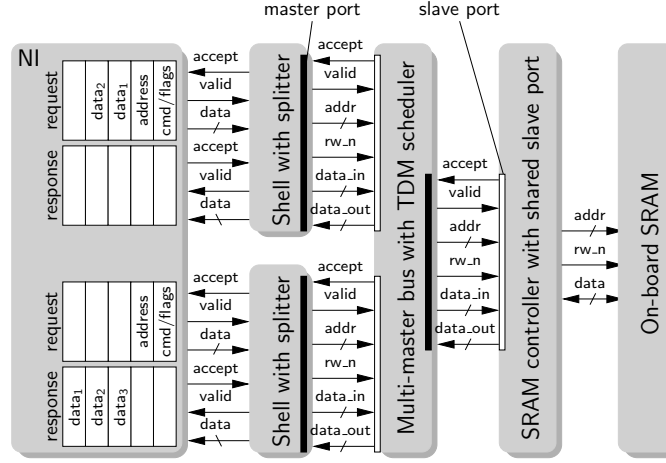 master port
slave port
NI
request
data2
data1
address
cmd/flags
response
accept
valid
data
accept
valid
data
Shell with splitter
accept
valid
addr
rw_n
data_in
data_out
request
address
cmd/flags
response
data1
data2
data3
accept
valid
data
accept
valid
data
Shell with splitter
accept
valid
addr
rw_n
data_in
data_out
Multi-master bus with TDM scheduler
accept
valid
addr
rw_n
data_in
data_out
SRAM controller with shared slave port
addr
rw_n
data
On-board SRAM